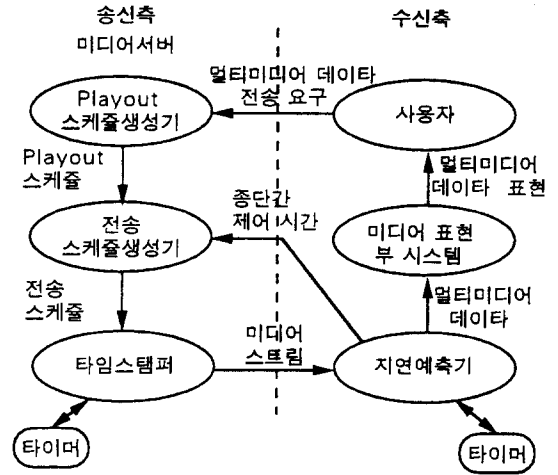 송신측
미디어서버
수신측
멀티미디어 데이타
전송 요구
Playout
스케쥴생성기
사용자
Playout
스케쥴
멀티미디어
데이타 표현
종단간
제어 시간
전송
스케쥴생성기
미디어 표현
부 시스템
전송
스케쥴
멀티미디어
데이타
미디어
스트림
타임스탬퍼
지연예측기
타이머
타이머